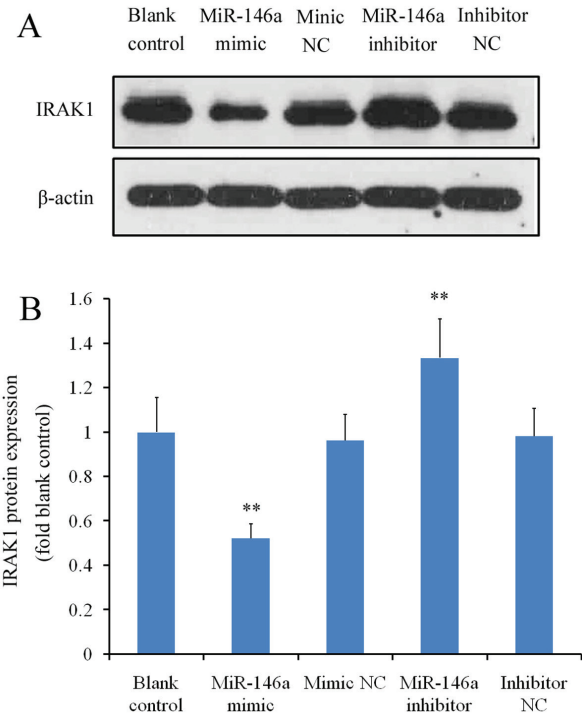 A
Blank MiR-146a Minic MiR-146a Inhibitor
control mimic NC inhibitor NC
IRAK1
β-actin
B
IRAK1 protein expression
(fold blank control)
1.6
1.4
1.2
1
0.8
0.6
0.4
0.2
0
**
**
Blank MiR-146a Mimic NC MiR-146a Inhibitor
control mimic inhibitor NC